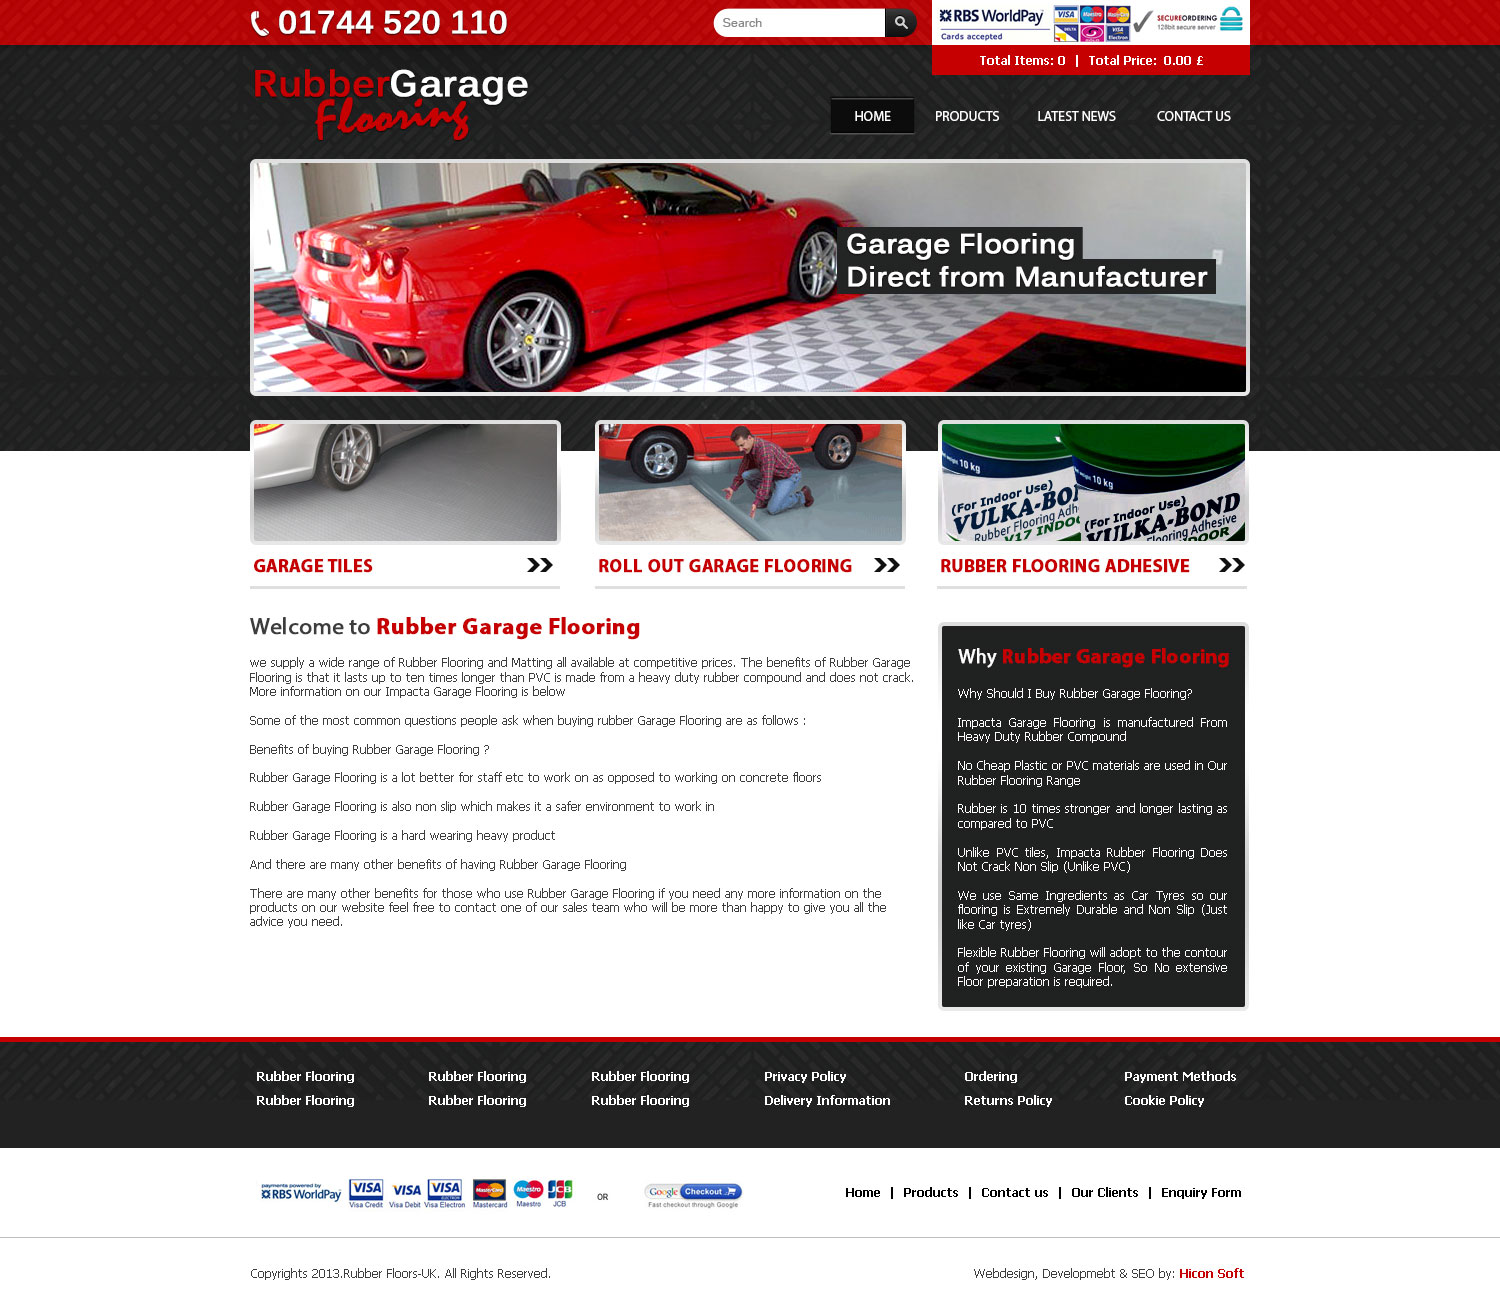 01744 520 110
Search
RBS WorldPay
Cards accepted
VISA Maestro MasterCard
DELTA VISA Electron
SECUREORDERING
128bit secure server
Total Items: 0 | Total Price: 0.00 £
RubberGarage
Flooring
HOME PRODUCTS LATEST NEWS CONTACT US
Garage Flooring
Direct from Manufacturer
10 kg
(For Indoor Use)
VULKA-BO
Rubber Flooring Adh
V17 INDO
weight 10 kg
(For Indoor Use)
VULKA-BOND
Flooring Adhesive
DOOR
GARAGE TILES
ROLL OUT GARAGE FLOORING
RUBBER FLOORING ADHESIVE
Welcome to Rubber Garage Flooring
we supply a wide range of Rubber Flooring and Matting all available at competitive prices. The benefits of Rubber Garage
Flooring is that it lasts up to ten times longer than PVC is made from a heavy duty rubber compound and does not crack.
More information on our Impacta Garage Flooring is below
Some of the most common questions people ask when buying rubber Garage Flooring are as follows :
Benefits of buying Rubber Garage Flooring ?
Rubber Garage Flooring is a lot better for staff etc to work on as opposed to working on concrete floors
Rubber Garage Flooring is also non slip which makes it a safer environment to work in
Rubber Garage Flooring is a hard wearing heavy product
And there are many other benefits of having Rubber Garage Flooring
There are many other benefits for those who use Rubber Garage Flooring if you need any more information on the
products on our website feel free to contact one of our sales team who will be more than happy to give you all the
advice you need.
Why Rubber Garage Flooring
Why Should I Buy Rubber Garage Flooring?
Impacta Garage Flooring is manufactured From
Heavy Duty Rubber Compound
No Cheap Plastic or PVC materials are used in Our
Rubber Flooring Range
Rubber is 10 times stronger and longer lasting as
compared to PVC
Unlike PVC tiles, Impacta Rubber Flooring Does
Not Crack Non Slip (Unlike PVC)
We use Same Ingredients as Car Tyres so our
flooring is Extremely Durable and Non Slip (Just
like Car tyres)
Flexible Rubber Flooring will adopt to the contour
of your existing Garage Floor, So No extensive
Floor preparation is required.
Rubber Flooring Rubber Flooring Rubber Flooring Privacy Policy Ordering Payment Methods
Rubber Flooring Rubber Flooring Rubber Flooring Delivery Information Returns Policy Cookie Policy
payments powered by
RBS WorldPay
VISA VISA VISA ELECTRON MasterCard Maestro JCB
Visa Credit Visa Debit Visa Electron Mastercard Maestro JCB
OR
Google Checkout
Fast checkout through Google
Home | Products | Contact us | Our Clients | Enquiry Form
Copyrights 2013.Rubber Floors-UK. All Rights Reserved.
Webdesign, Developmebt & SEO by: Hicon Soft